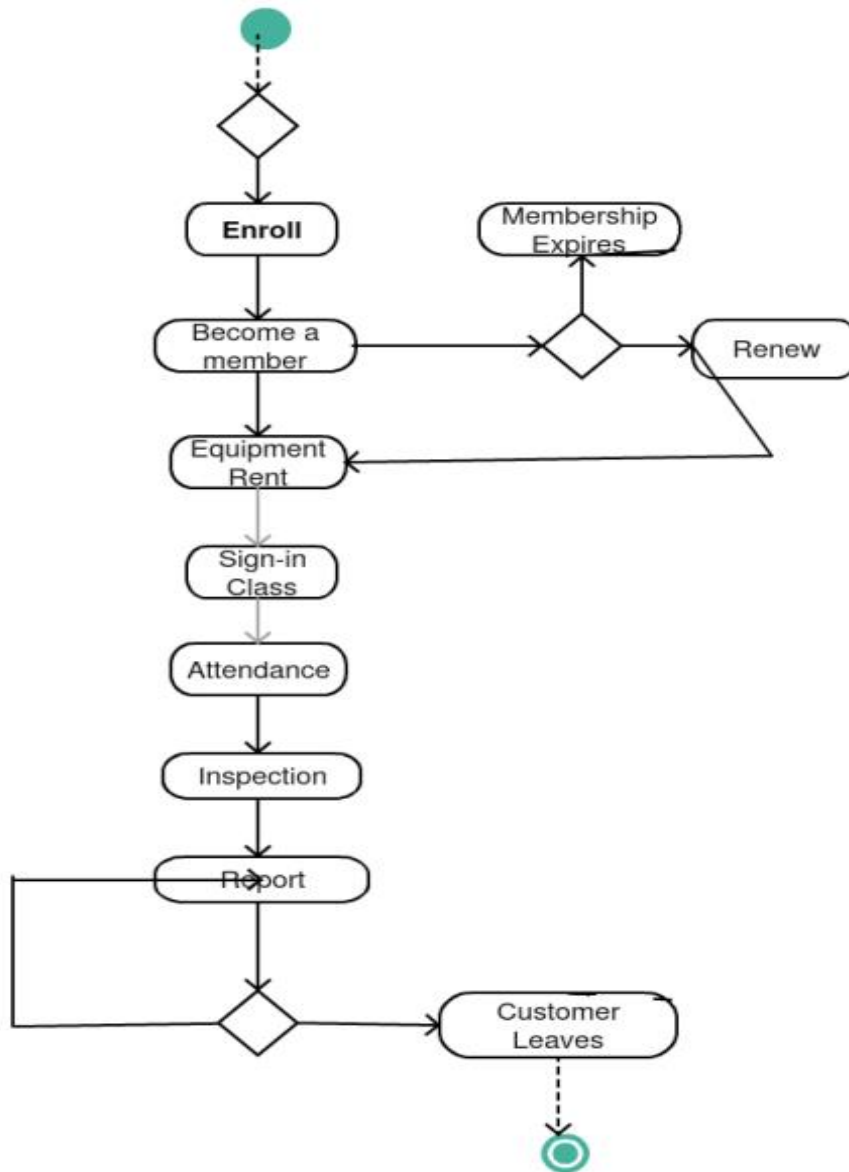 Enroll
Membership
Expires
Become a
member
Renew
Equipment
Rent
Sign-in
Class
Attendance
Inspection
Report
Customer
Leaves